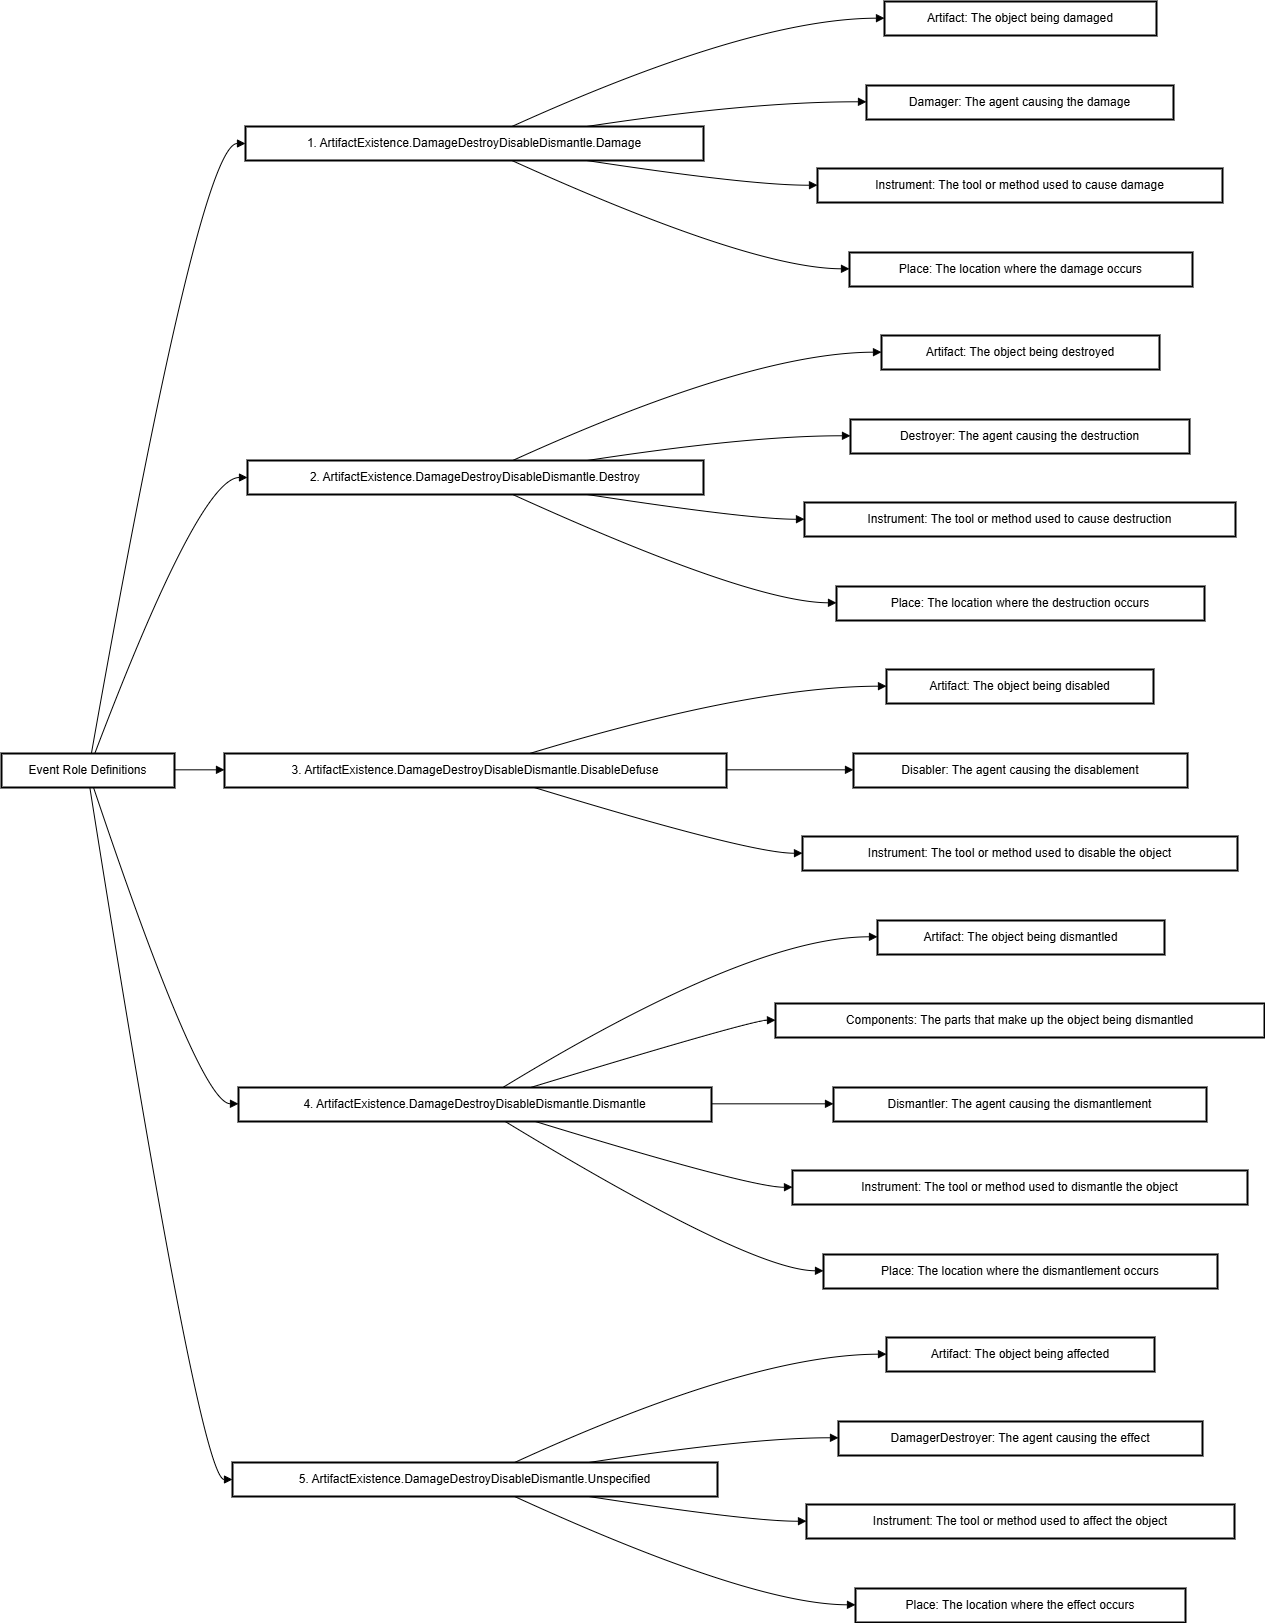 Event Role Definitions
1. ArtifactExistence.DamageDestroyDisableDismantle.Damage
Artifact: The object being damaged
Damager: The agent causing the damage
Instrument: The tool or method used to cause damage
Place: The location where the damage occurs
2. ArtifactExistence.DamageDestroyDisableDismantle.Destroy
Artifact: The object being destroyed
Destroyer: The agent causing the destruction
Instrument: The tool or method used to cause destruction
Place: The location where the destruction occurs
3. ArtifactExistence.DamageDestroyDisableDismantle.DisableDefuse
Artifact: The object being disabled
Disabler: The agent causing the disablement
Instrument: The tool or method used to disable the object
4. ArtifactExistence.DamageDestroyDisableDismantle.Dismantle
Artifact: The object being dismantled
Components: The parts that make up the object being dismantled
Dismantler: The agent causing the dismantlement
Instrument: The tool or method used to dismantle the object
Place: The location where the dismantlement occurs
5. ArtifactExistence.DamageDestroyDisableDismantle.Unspecified
Artifact: The object being affected
DamagerDestroyer: The agent causing the effect
Instrument: The tool or method used to affect the object
Place: The location where the effect occurs